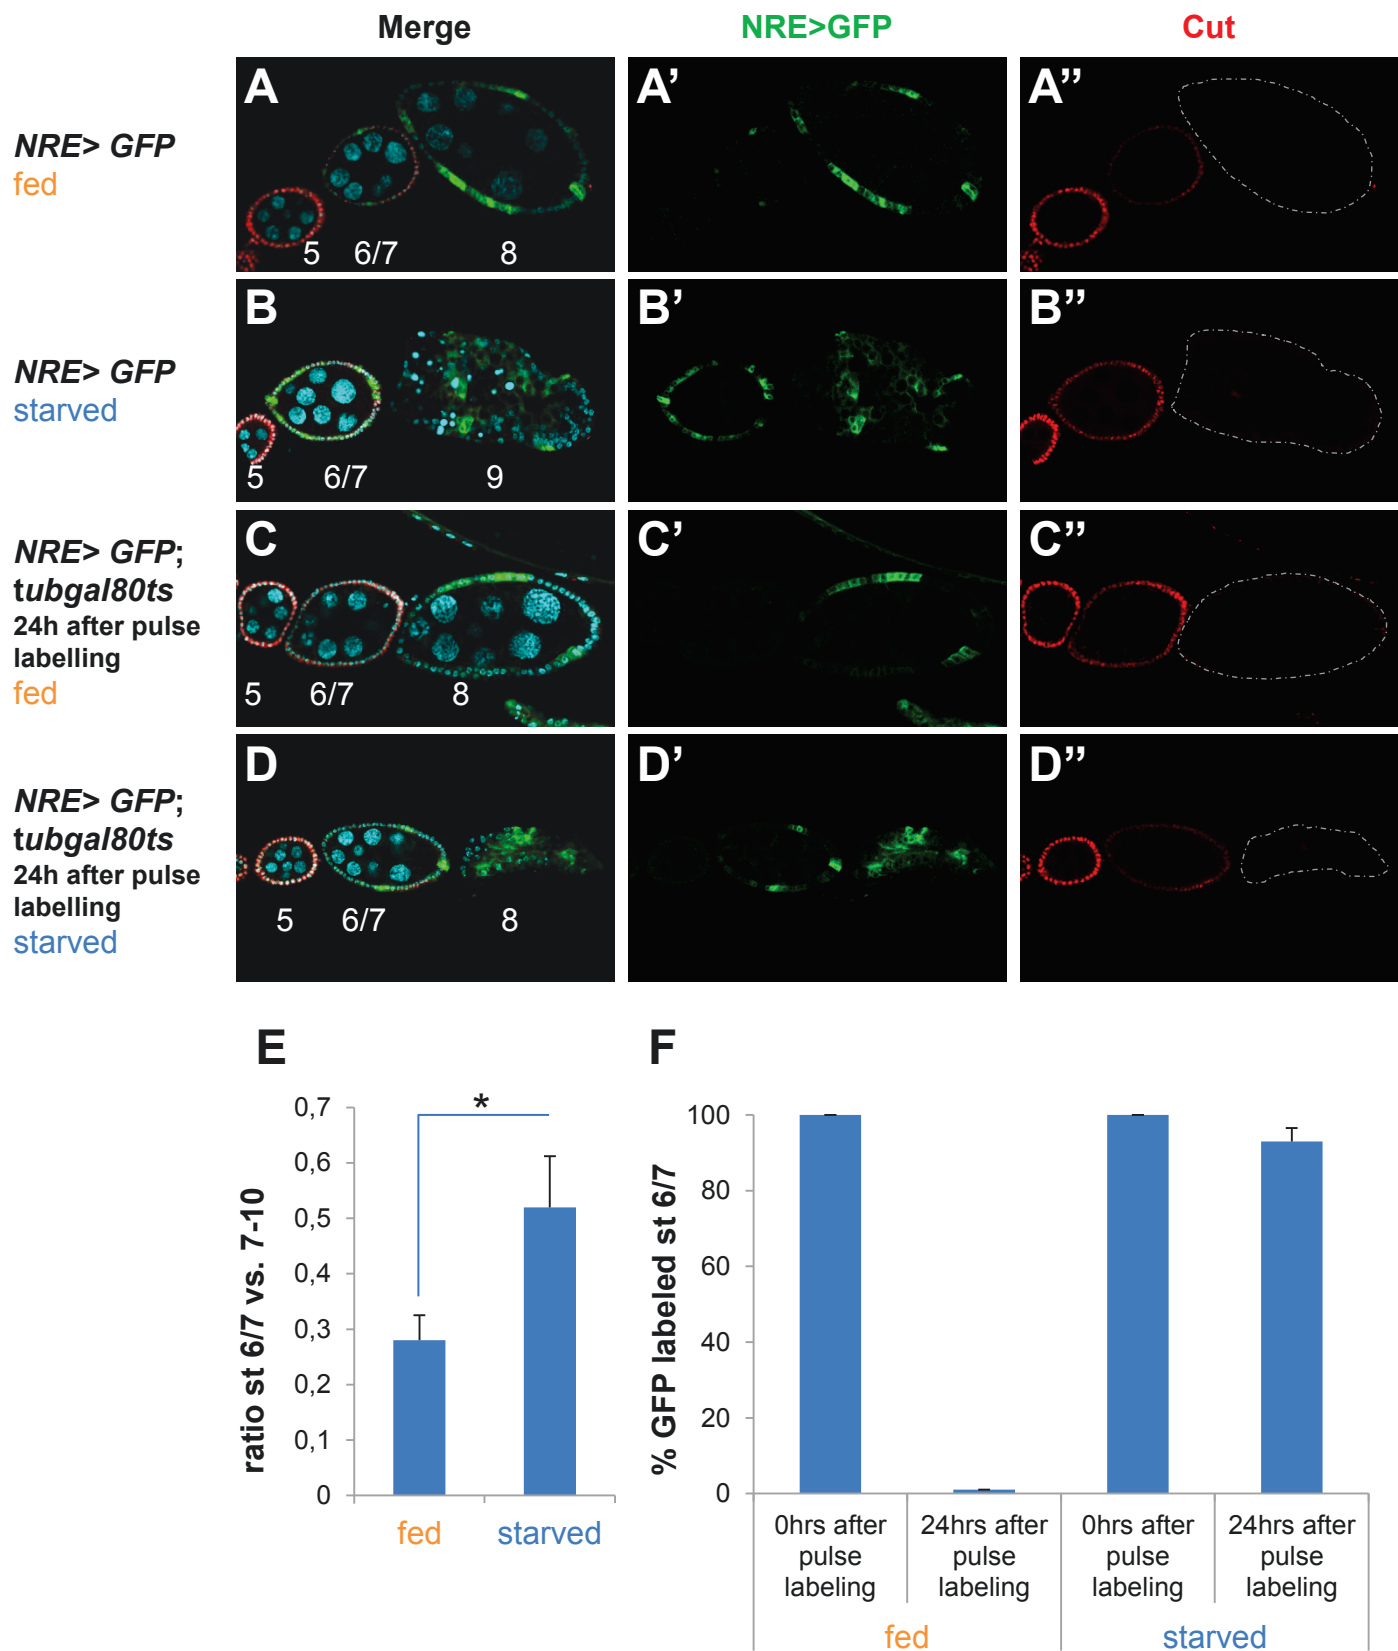 Merge
NRE>GFP
Cut
NRE> GFP
fed
A
5
6/7
8
A'
A''
NRE> GFP
starved
B
5
6/7
9
B'
B''
NRE> GFP;
tubgal80ts
24h after pulse
labelling
fed
C
5
6/7
8
C'
C''
NRE> GFP;
tubgal80ts
24h after pulse
labelling
starved
D
5
6/7
8
D'
D''
E
ratio st 6/7 vs. 7-10
0,7
0,6
0,5
0,4
0,3
0,2
0,1
0
*
fed
starved
F
% GFP labeled st 6/7
100
80
60
40
20
0
0hrs after
pulse
labeling
24hrs after
pulse
labeling
0hrs after
pulse
labeling
24hrs after
pulse
labeling
fed
starved